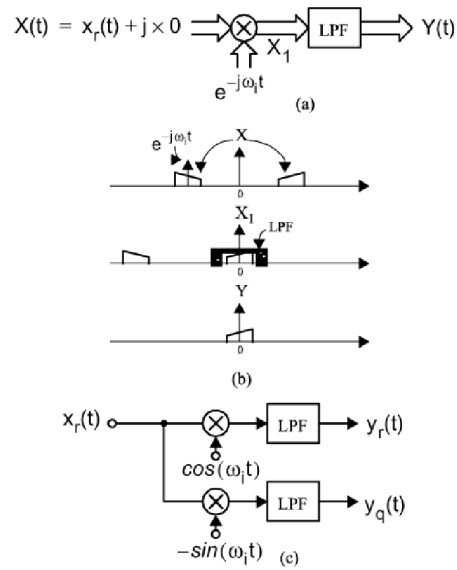 X(t) = x_r(t) + j × 0
X_1
LPF
Y(t)
e^{-jω_i t}
(a)
e^{-jω_i t}
X
0
X_1
LPF
0
Y
0
(b)
x_r(t)
LPF
y_r(t)
cos(ω_i t)
LPF
y_q(t)
-sin(ω_i t)
(c)